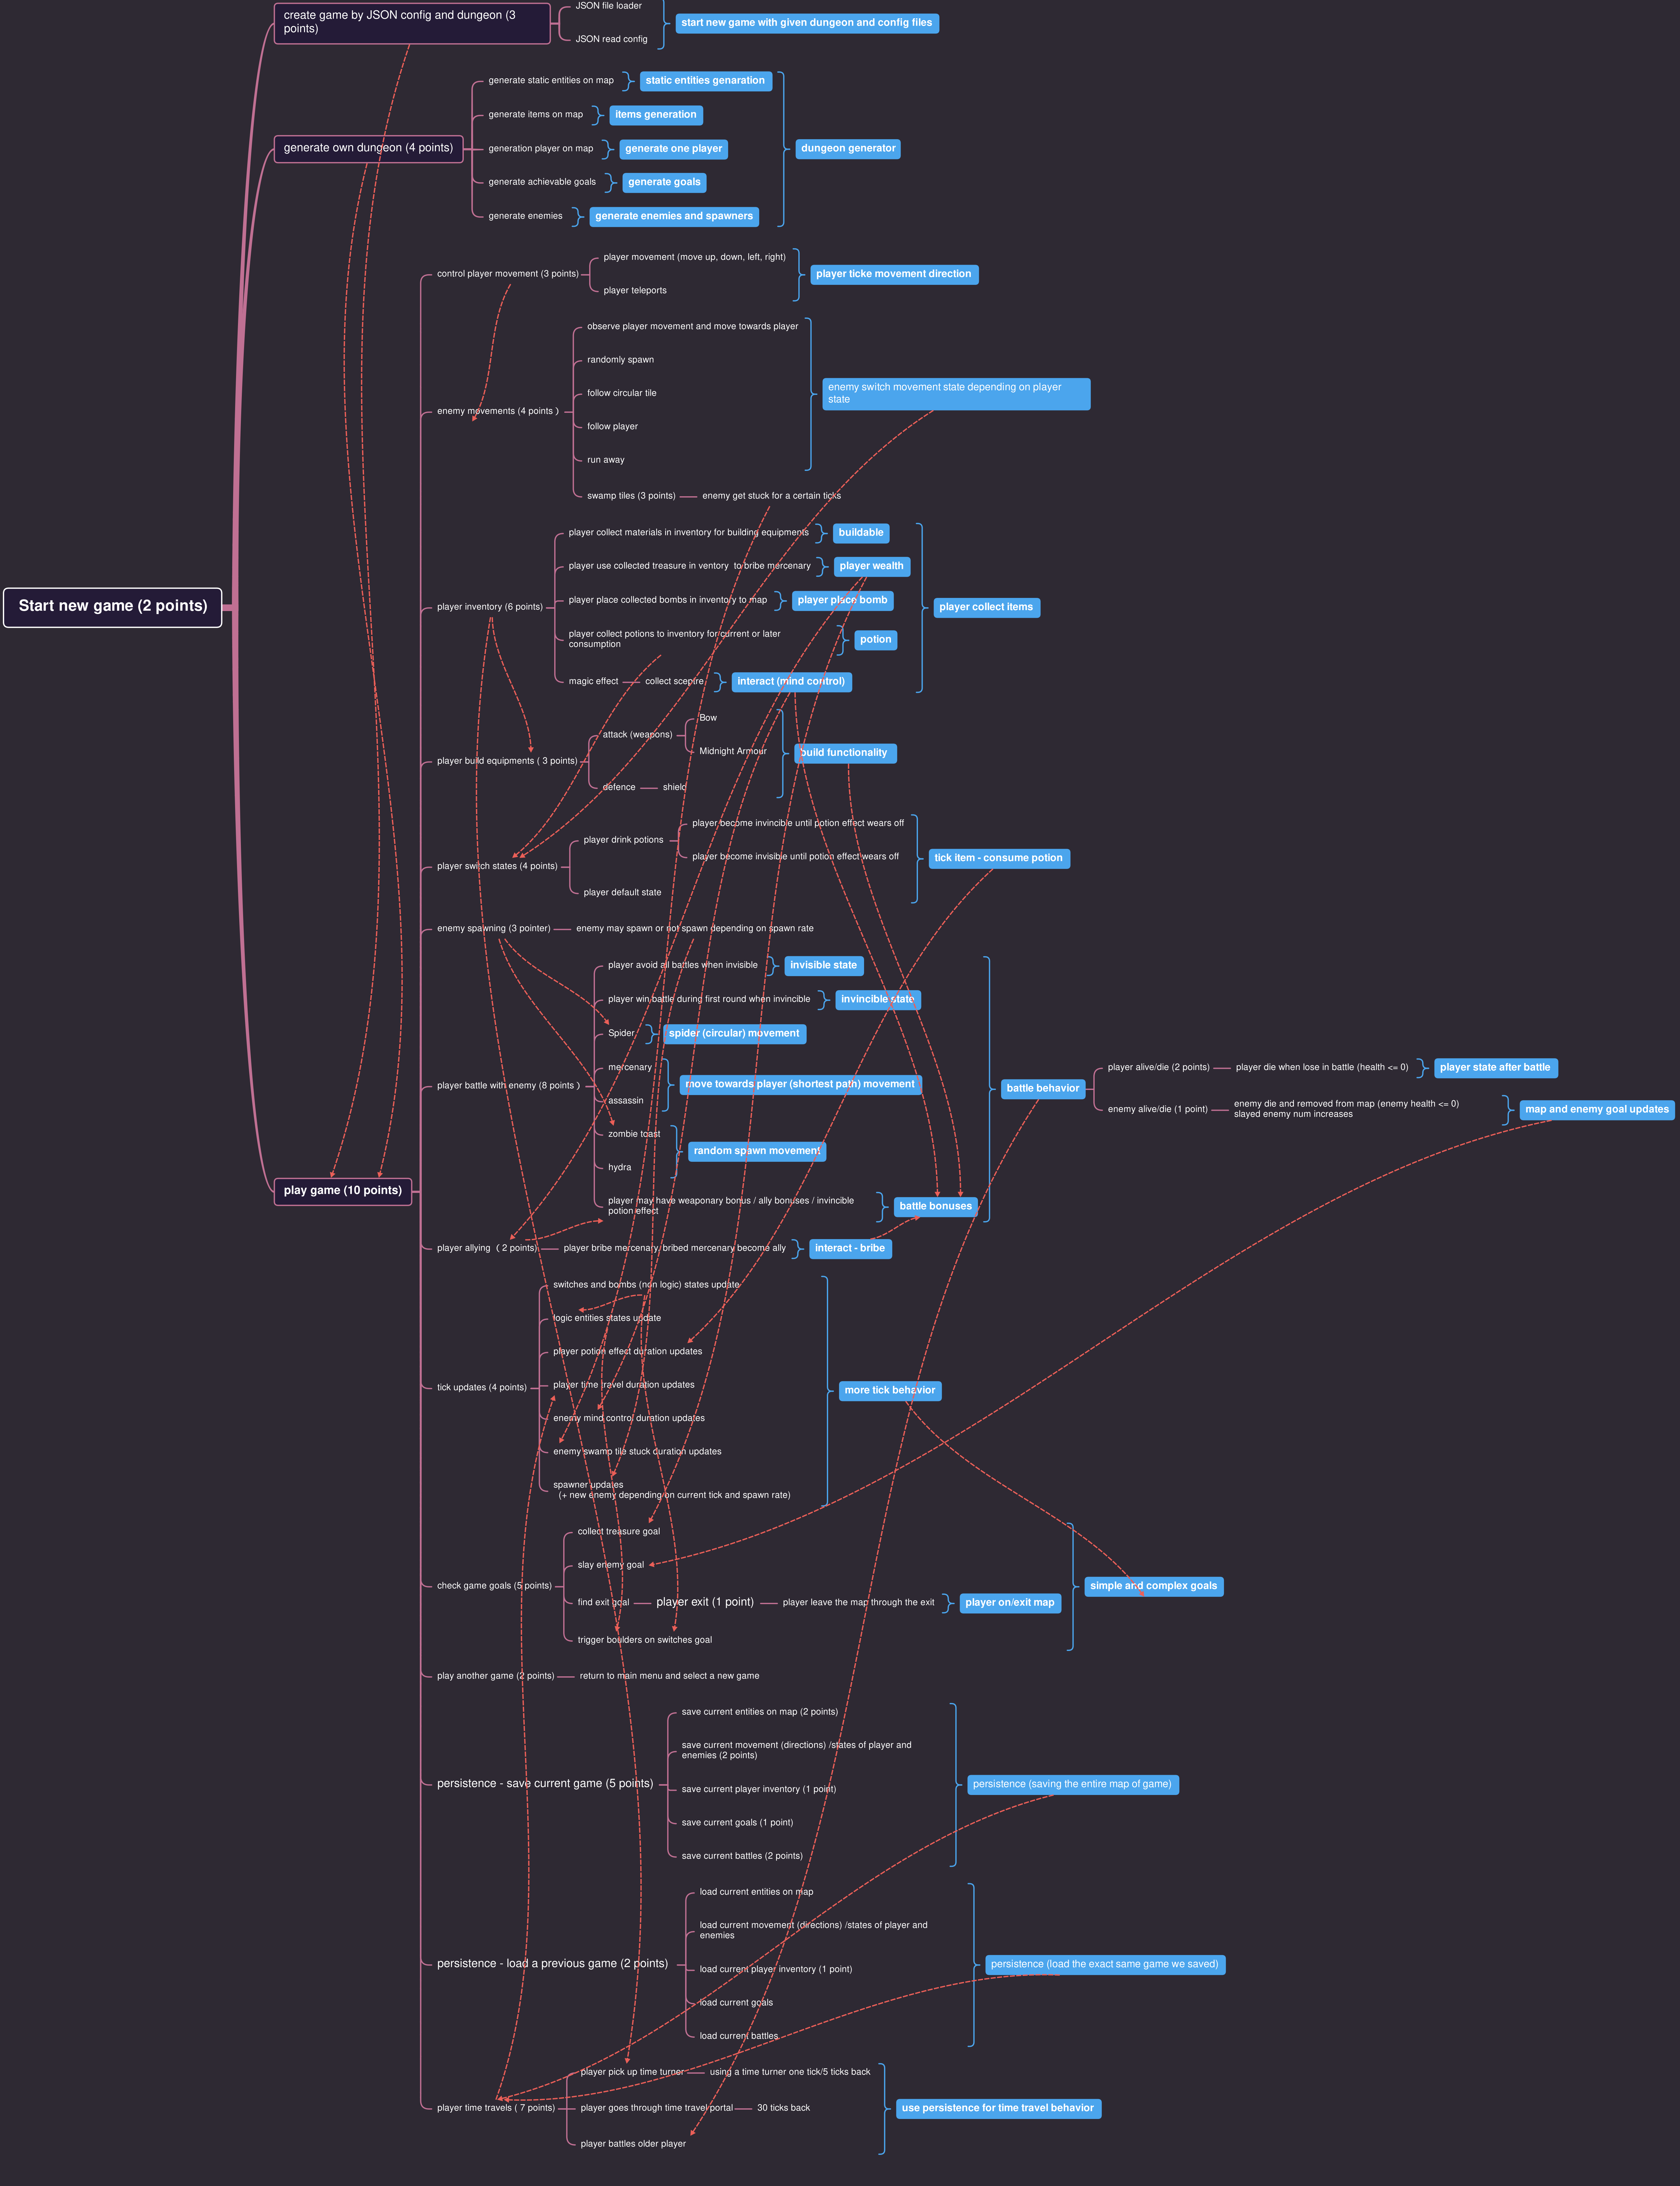 create game by JSON config and dungeon (3
points)
JSON file loader
JSON read config
start new game with given dungeon and config files
generate own dungeon (4 points)
generate static entities on map
static entities genaration
generate items on map
items generation
generation player on map
generate one player
generate achievable goals
generate goals
generate enemies
generate enemies and spawners
dungeon generator
control player movement (3 points)
player movement (move up, down, left, right)
player teleports
player ticke movement direction
enemy movements (4 points )
observe player movement and move towards player
randomly spawn
follow circular tile
follow player
run away
enemy switch movement state depending on player
state
swamp tiles (3 points)
enemy get stuck for a certain ticks
Start new game (2 points)
player inventory (6 points)
player collect materials in inventory for building equipments
buildable
player use collected treasure in ventory  to bribe mercenary
player wealth
player place collected bombs in inventory to map
player place bomb
player collect potions to inventory for current or later
consumption
potion
magic effect
collect sceptre
interact (mind control)
player collect items
player build equipments ( 3 points)
attack (weapons)
Bow
Midnight Armour
defence
shield
build functionality
player switch states (4 points)
player drink potions
player become invincible until potion effect wears off
player become invisible until potion effect wears off
player default state
tick item - consume potion
enemy spawning (3 pointer)
enemy may spawn or not spawn depending on spawn rate
player battle with enemy (8 points )
player avoid all battles when invisible
invisible state
player win battle during first round when invincible
invincible state
Spider
spider (circular) movement
mercenary
assassin
move towards player (shortest path) movement
zombie toast
hydra
random spawn movement
player may have weaponary bonus / ally bonuses / invincible
potion effect
battle bonuses
battle behavior
player alive/die (2 points)
player die when lose in battle (health <= 0)
player state after battle
enemy alive/die (1 point)
enemy die and removed from map (enemy health <= 0)
slayed enemy num increases
map and enemy goal updates
play game (10 points)
player allying  ( 2 points)
player bribe mercenary, bribed mercenary become ally
interact - bribe
tick updates (4 points)
switches and bombs (non logic) states update
logic entities states update
player potion effect duration updates
player time travel duration updates
enemy mind control duration updates
enemy swamp tile stuck duration updates
spawner updates
(+ new enemy depending on current tick and spawn rate)
more tick behavior
check game goals (5 points)
collect treasure goal
slay enemy goal
find exit goal
player exit (1 point)
player leave the map through the exit
player on/exit map
trigger boulders on switches goal
simple and complex goals
play another game (2 points)
return to main menu and select a new game
persistence - save current game (5 points)
save current entities on map (2 points)
save current movement (directions) /states of player and
enemies (2 points)
save current player inventory (1 point)
save current goals (1 point)
save current battles (2 points)
persistence (saving the entire map of game)
persistence - load a previous game (2 points)
load current entities on map
load current movement (directions) /states of player and
enemies
load current player inventory (1 point)
load current goals
load current battles
persistence (load the exact same game we saved)
player time travels ( 7 points)
player pick up time turner
using a time turner one tick/5 ticks back
player goes through time travel portal
30 ticks back
player battles older player
use persistence for time travel behavior